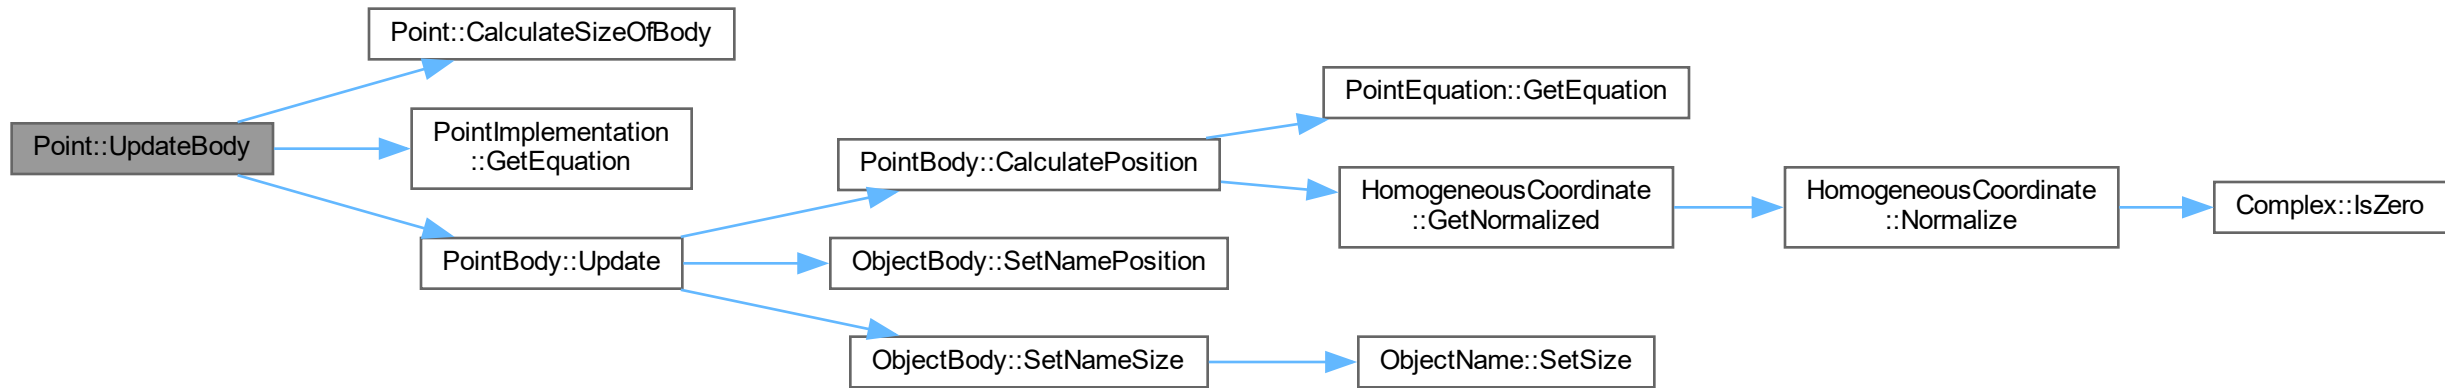 Point::UpdateBody
Point::CalculateSizeOfBody
PointImplementation
::GetEquation
PointBody::Update
PointBody::CalculatePosition
PointEquation::GetEquation
HomogeneousCoordinate
::GetNormalized
HomogeneousCoordinate
::Normalize
Complex::IsZero
ObjectBody::SetNamePosition
ObjectBody::SetNameSize
ObjectName::SetSize